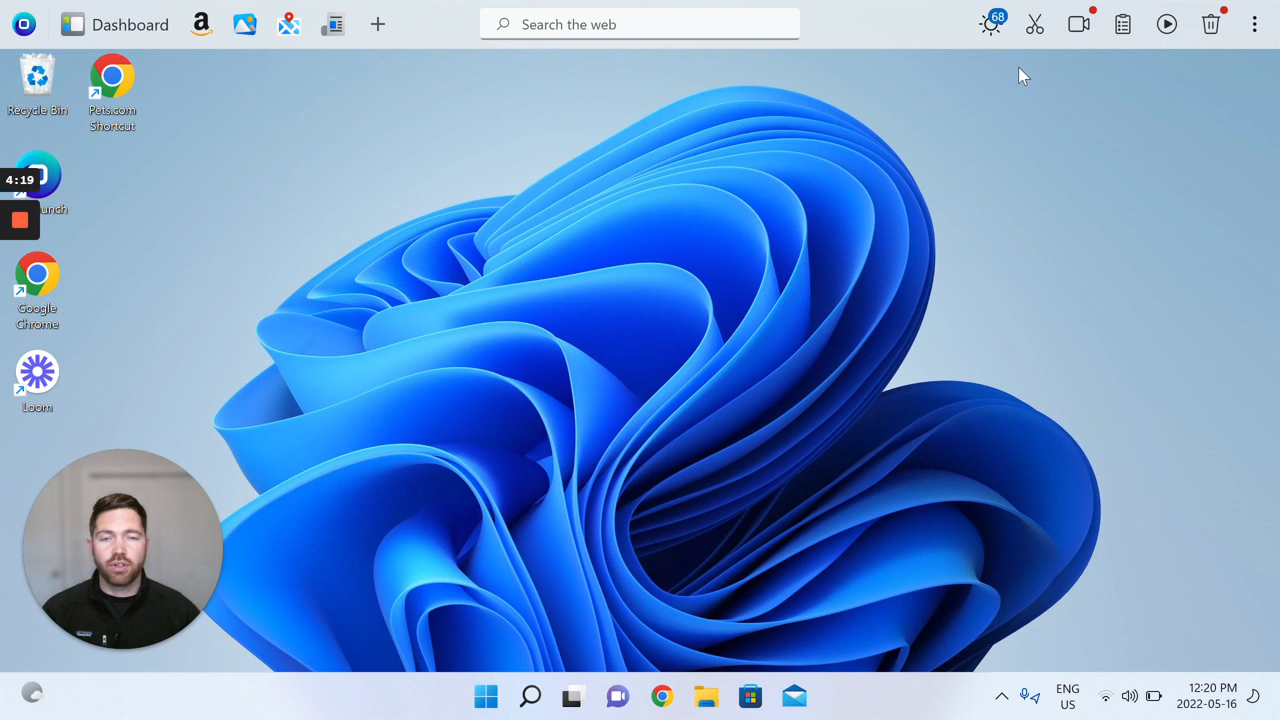 Dashboard
Search the web
68
Recycle Bin
Pets.com
Shortcut
4:19
unch
Google
Chrome
Loom
ENG
US
12:20 PM
2022-05-16